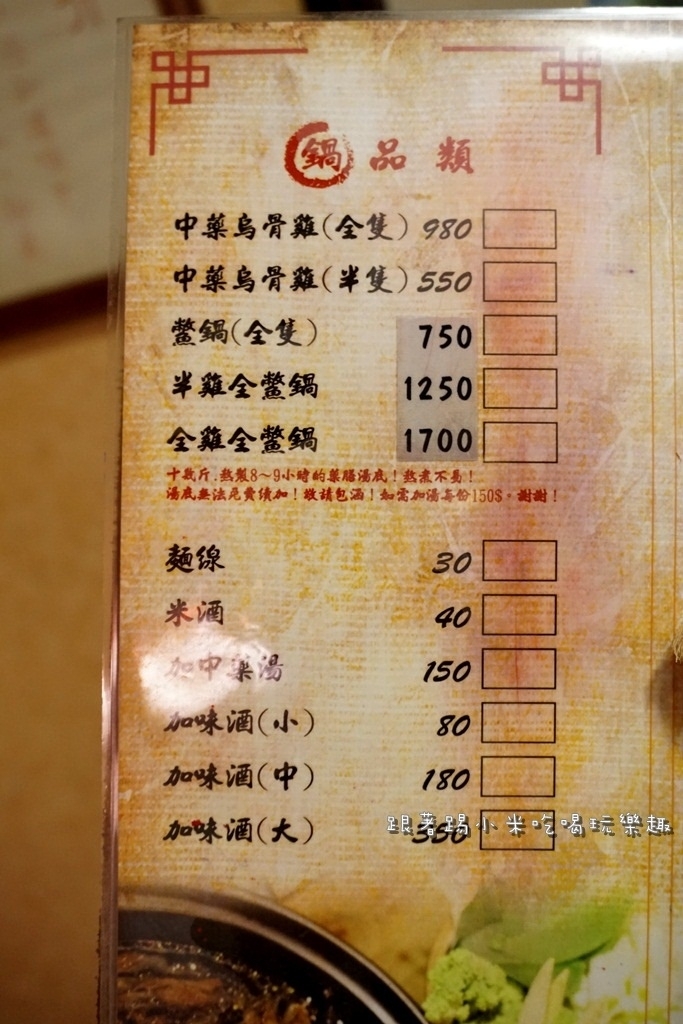 鍋品類
中藥烏骨雞(全隻) 980
中藥烏骨雞(半隻) 550
鱉鍋(全隻) 750
半雞全鱉鍋 1250
全雞全鱉鍋 1700
十幾斤.熬製8~9小時的藥膳湯底!熬煮不易!
湯底無法免費續加!敬請包涵!如需加湯每份150$。謝謝!
麵線 30
米酒 40
加中藥湯 150
加味酒(小) 80
加味酒(中) 180
加味酒(大)
跟著踢小米吃喝玩樂趣